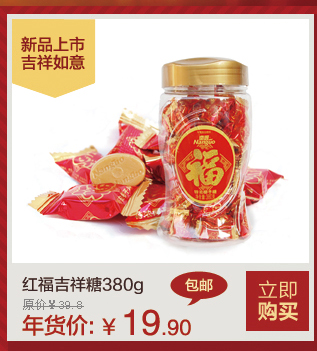 新品上市
吉祥如意
Nanguo
福
红福吉祥糖380g
包邮
原价¥39.8
年货价:¥19.90
立即
购买